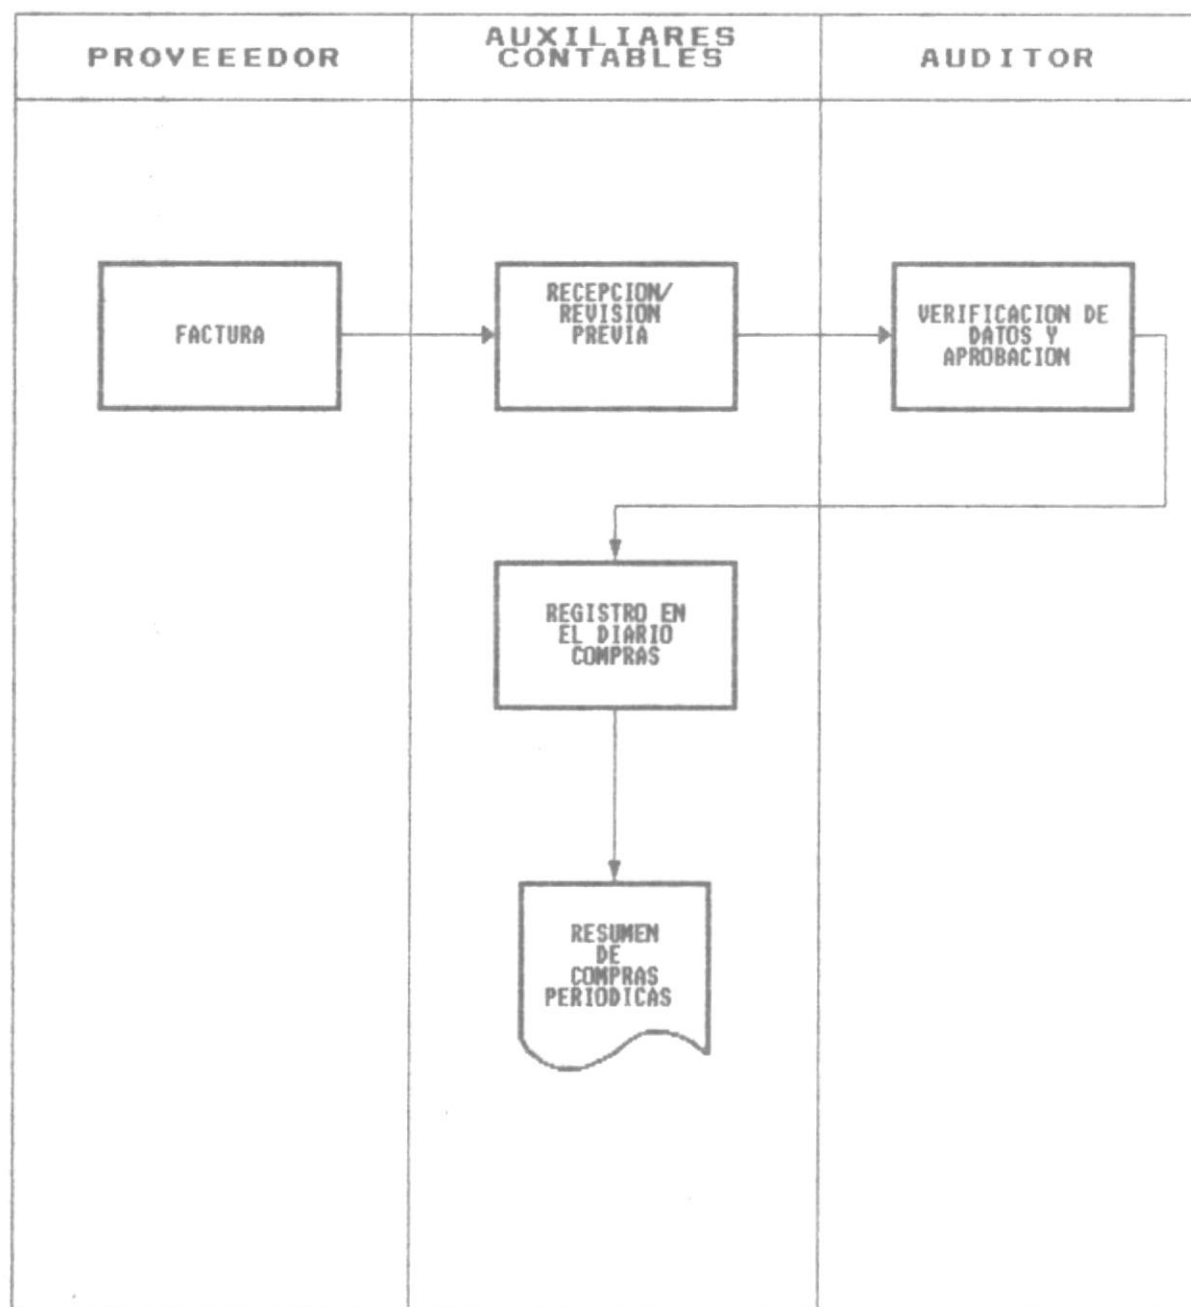 PROVEEEDOR
AUXILIARES
CONTABLES
AUDITOR
FACTURA
RECEPCION/
REVISION
PREVIA
VERIFICACION DE
DATOS Y
APROBACION
REGISTRO EN
EL DIARIO
COMPRAS
RESUMEN
DE
COMPRAS
PERIODICAS